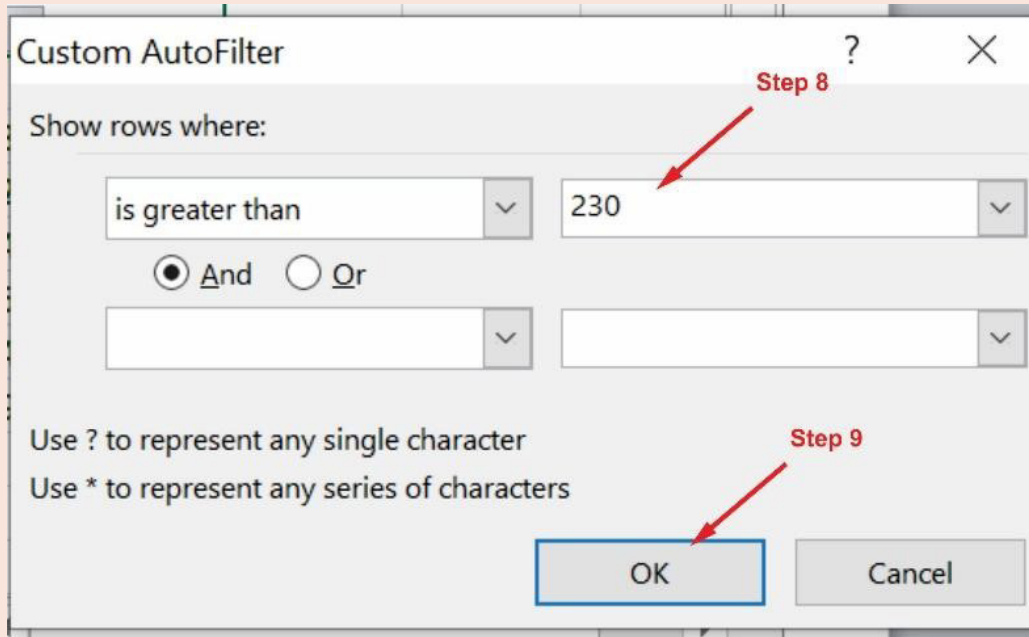 Custom AutoFilter ?
Step 8
Show rows where:
is greater than 230
And Or
Use ? to represent any single character
Step 9
Use * to represent any series of characters
OK Cancel